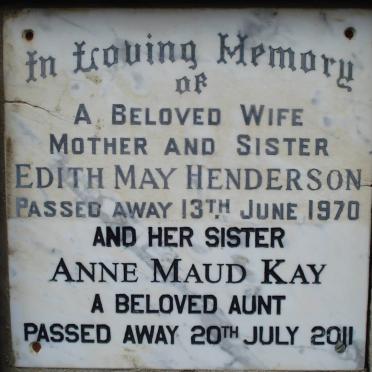 In Loving Memory
OF
A BELOVED WIFE
MOTHER AND SISTER
EDITH MAY HENDERSON
PASSED AWAY 13TH JUNE 1970
AND HER SISTER
ANNE MAUD KAY
A BELOVED AUNT
PASSED AWAY 20TH JULY 2011